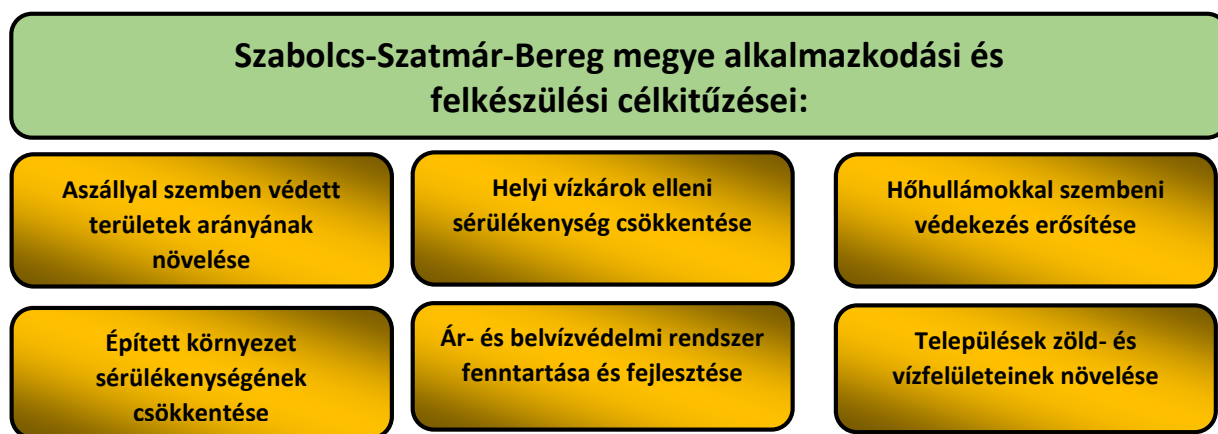 Szabolcs-Szatmár-Bereg megye alkalmazkodási és
felkészülési célkitűzései:
Aszállyal szemben védett
területek arányának
növelése
Helyi vízkárok elleni
sérülékenység csökkentése
Hőhullámokkal szembeni
védekezés erősítése
Épített környezet
sérülékenységének
csökkentése
Ár- és belvízvédelmi rendszer
fenntartása és fejlesztése
Települések zöld- és
vízfelületeinek növelése